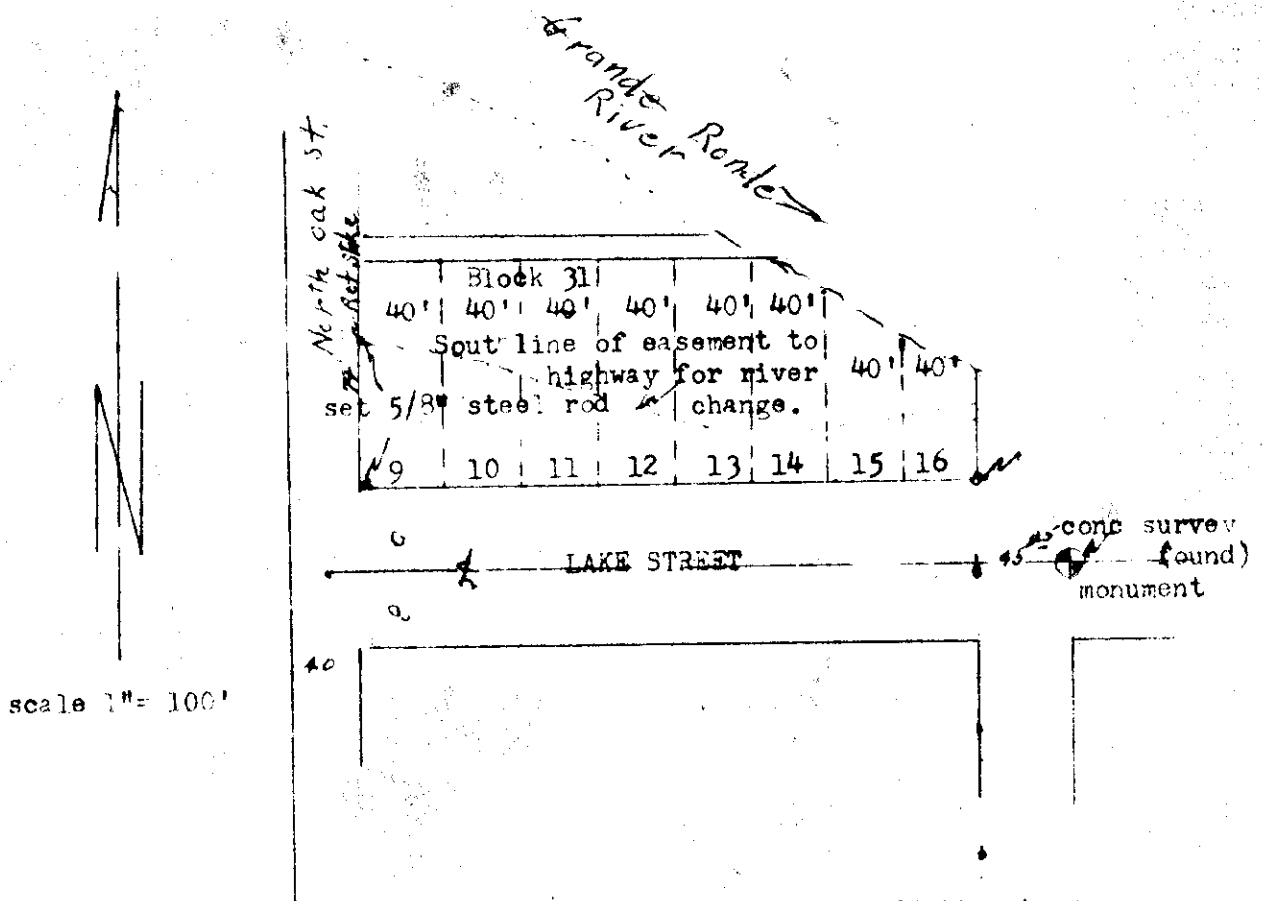 Grande Ronde
River
North oak st.
Block 31
40' 40' 40' 40' 40' 40'
Sout line of easement to
highway for river 40' 40'
set 5/8" steel rod change.
9 10 11 12 13 14 15 16
conc survey
LAKE STREET 45 found)
monument
40
scale 1"= 100'